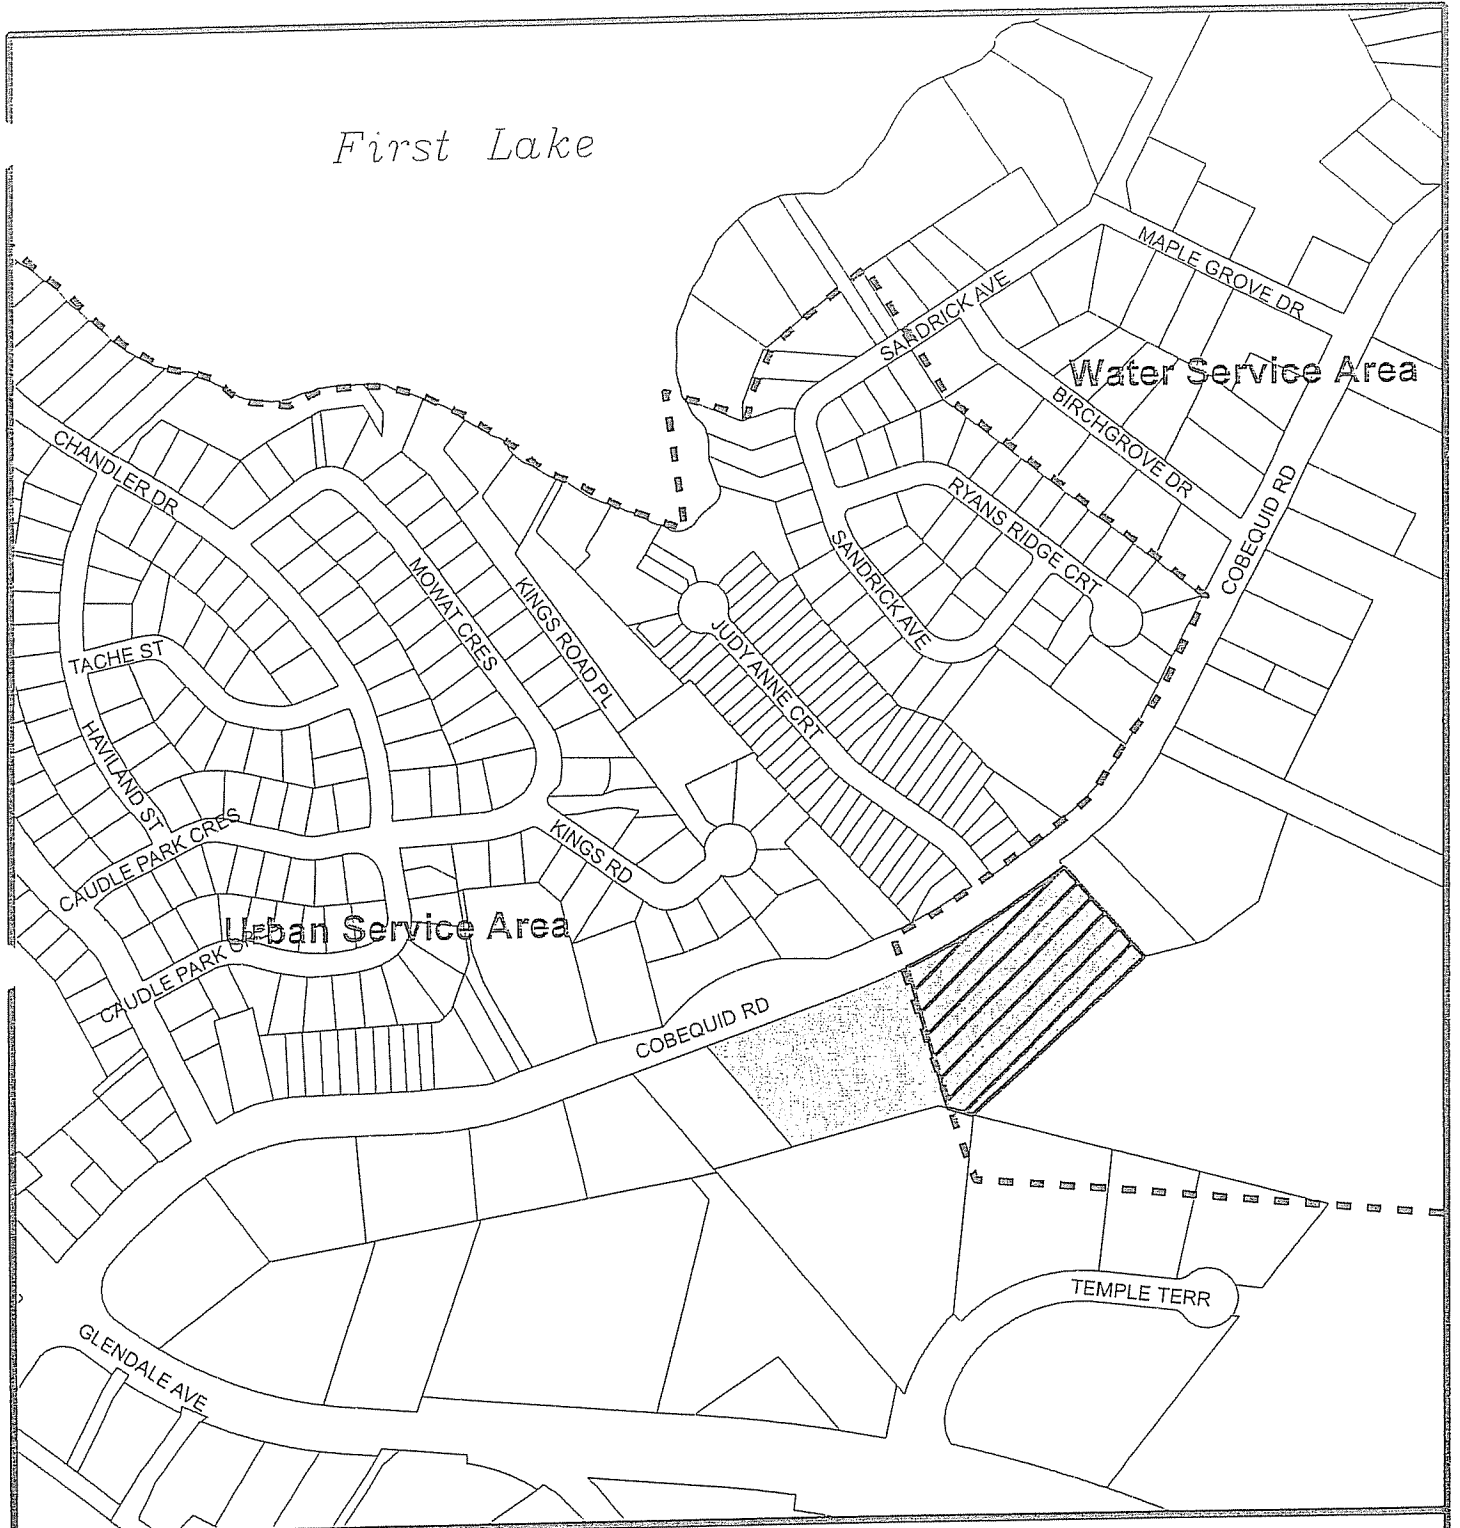 First Lake
MAPLE GROVE DR
SANDRICK AVE
Water Service Area
BIRCHGROVE DR
CHANDLER DR
RYANS RIDGE CRT
COBEQUID RD
SANDRICK AVE
MOWAT CRES
KINGS ROAD PL
JUDY ANNE CRT
TACHE ST
HAVILAND ST
CAUDLE PARK CRES
KINGS RD
Urban Service Area
CAUDLE PARK CRES
COBEQUID RD
TEMPLE TERR
GLENDALE AVE